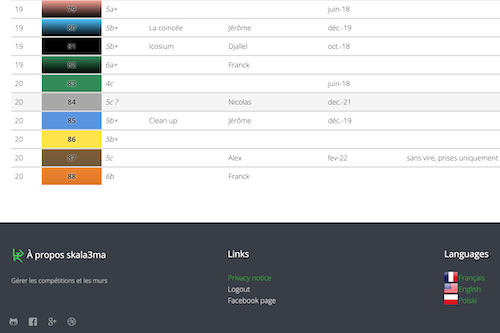 19 79 5a+ juin-18
19 80 5b+ La coincée Jérôme déc.-19
19 81 5b+ Icosium Djallel oct.-18
19 82 6a+ Franck
20 83 4c juin-18
20 84 5c ? Nicolas dec.-21
20 85 5b+ Clean up Jérôme déc.-19
20 86 5b+
20 87 5c Alex fev-22 sans vire, prises uniquement
20 88 6b Franck
À propos skala3ma
Gérer les compétitions et les murs
Links
Privacy notice
Logout
Facebook page
Languages
Français
English
Polski